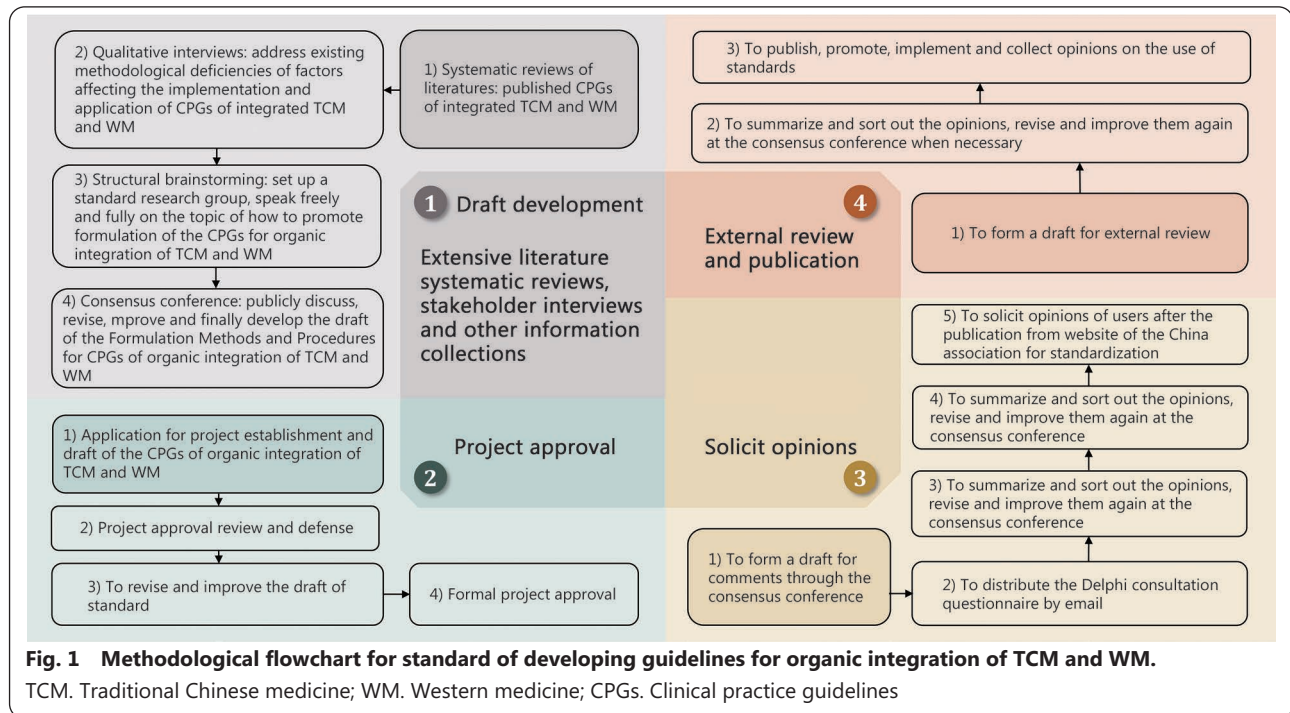 2) Qualitative interviews: address existing
methodological deficiencies of factors
affecting the implementation and
application of CPGs of integrated TCM
and WM
1) Systematic reviews of
literatures: published CPGs
of integrated TCM and WM
3) Structural brainstorming: set up a
standard research group, speak freely
and fully on the topic of how to promote
formulation of the CPGs for organic
integration of TCM and WM
4) Consensus conference: publicly discuss,
revise, mprove and finally develop the draft
of the Formulation Methods and Procedures
for CPGs of organic integration of TCM and
WM
1 Draft development
Extensive literature
systematic reviews,
stakeholder interviews
and other information
collections
1) Application for project establishment and
draft of the CPGs of organic integration of
TCM and WM
2) Project approval review and defense
3) To revise and improve the draft of
standard
4) Formal project approval
Project approval
2
Solicit opinions
3
1) To form a draft for
comments through the
consensus conference
2) To distribute the Delphi consultation
questionnaire by email
3) To summarize and sort out the opinions,
revise and improve them again at the
consensus conference
4) To summarize and sort out the opinions,
revise and improve them again at the
consensus conference
5) To solicit opinions of users after the
publication from website of the China
association for standardization
4
External review
and publication
1) To form a draft for external review
2) To summarize and sort out the opinions, revise and improve them again
at the consensus conference when necessary
3) To publish, promote, implement and collect opinions on the use of
standards
Fig. 1 Methodological flowchart for standard of developing guidelines for organic integration of TCM and WM.
TCM. Traditional Chinese medicine; WM. Western medicine; CPGs. Clinical practice guidelines